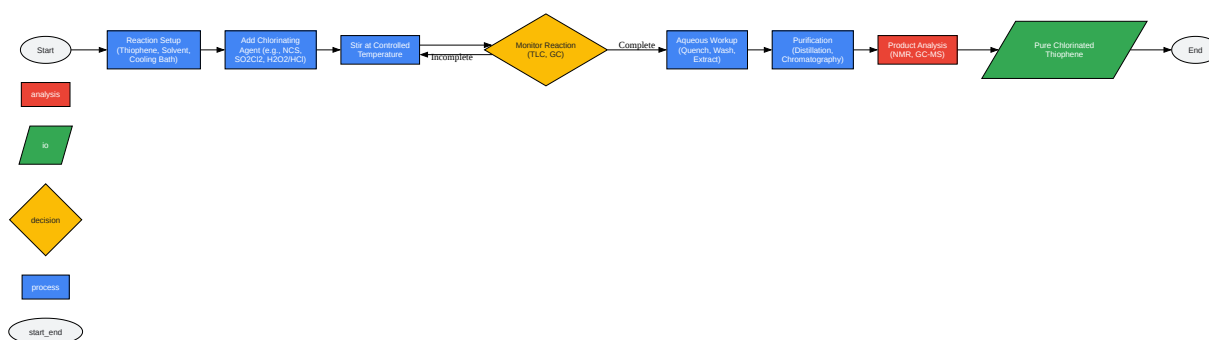 Start
Reaction Setup
(Thiophene, Solvent,
Cooling Bath)
Add Chlorinating
Agent (e.g., NCS,
SO2Cl2, H2O2/HCl)
Stir at Controlled
Temperature
Incomplete
Monitor Reaction
(TLC, GC)
Complete
Aqueous Workup
(Quench, Wash,
Extract)
Purification
(Distillation,
Chromatography)
Product Analysis
(NMR, GC-MS)
Pure Chlorinated
Thiophene
End
analysis
io
decision
process
start_end